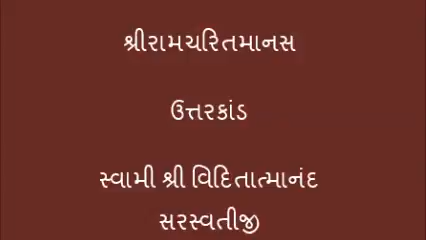 શ્રીરામચરિતમાનસ
ઉત્તરકાંડ
સ્વામી શ્રી વિદિતાત્માનંદ
સરસ્વતીજી